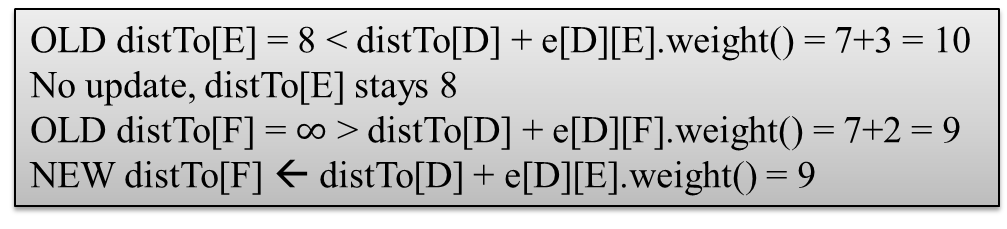 OLD distTo[E] = 8 < distTo[D] + e[D][E].weight() = 7+3 = 10
No update, distTo[E] stays 8
OLD distTo[F] = ∞ > distTo[D] + e[D][F].weight() = 7+2 = 9
NEW distTo[F] ← distTo[D] + e[D][E].weight() = 9